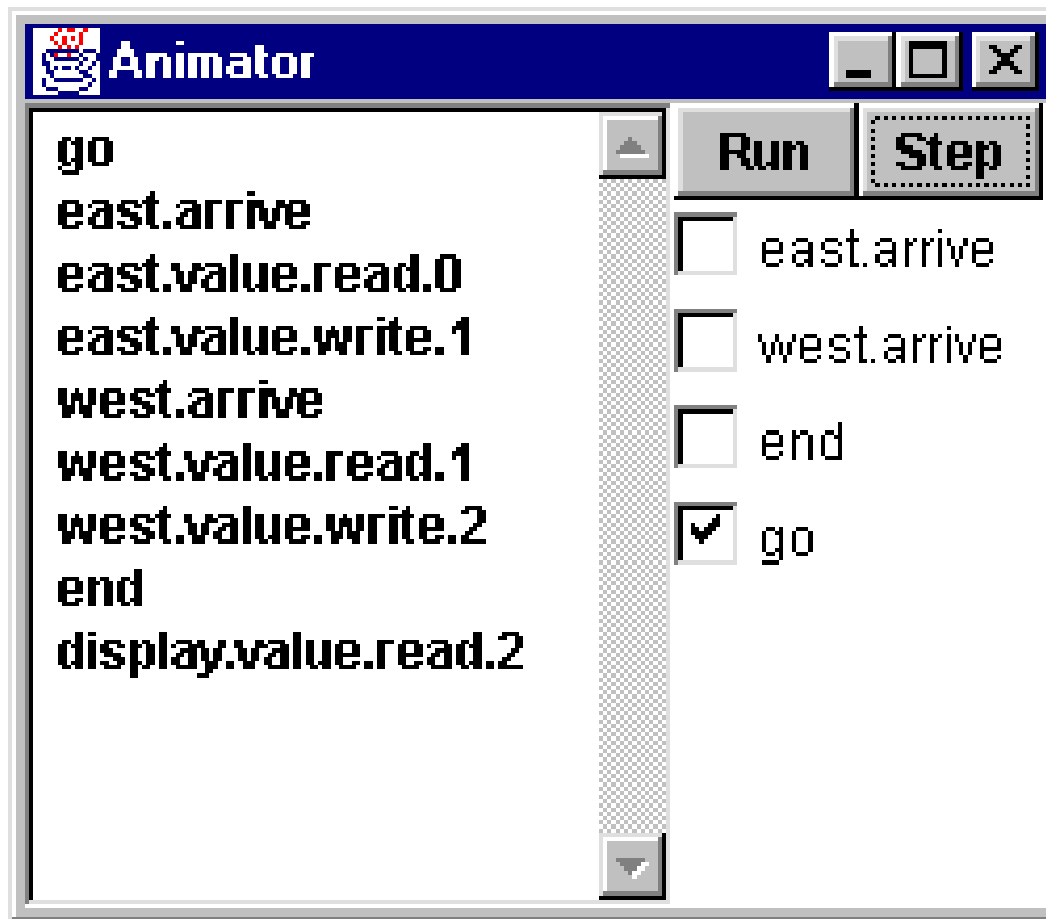 Animator
go
east.arrive
east.value.read.0
east.value.write.1
west.arrive
west.value.read.1
west.value.write.2
end
display.value.read.2
Run Step
east.arrive
west.arrive
end
go